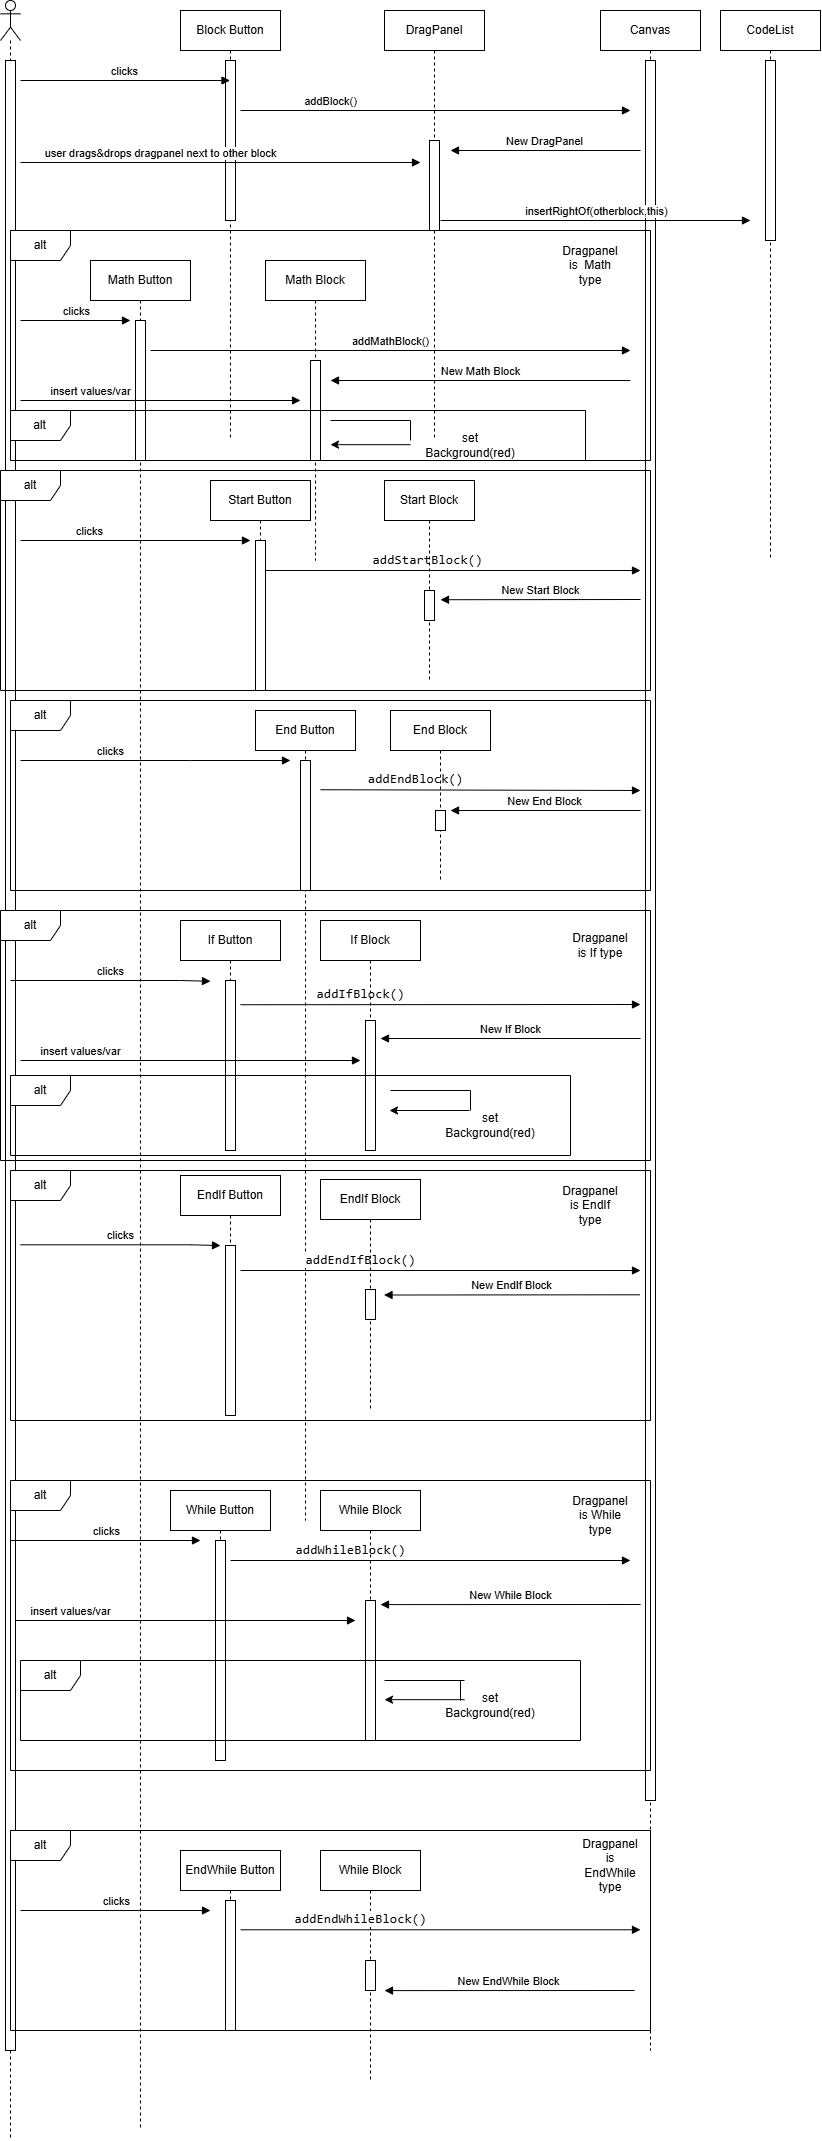 Block Button
DragPanel
Canvas
CodeList
clicks
addBlock()
New DragPanel
user drags&drops dragpanel next to other block
insertRightOf(otherblock,this)
alt
Dragpanel
is Math
type
Math Button
Math Block
clicks
addMathBlock()
New Math Block
insert values/var
alt
set
Background(red)
alt
Start Button
Start Block
clicks
addStartBlock()
New Start Block
alt
End Button
End Block
clicks
addEndBlock()
New End Block
alt
If Button
If Block
Dragpanel
is If type
clicks
addIfBlock()
New If Block
insert values/var
alt
set
Background(red)
alt
EndIf Button
EndIf Block
Dragpanel
is EndIf
type
clicks
addEndIfBlock()
New EndIf Block
alt
While Button
While Block
Dragpanel
is While
type
clicks
addWhileBlock()
New While Block
insert values/var
alt
set
Background(red)
alt
Dragpanel
is
EndWhile
type
EndWhile Button
While Block
clicks
addEndWhileBlock()
New EndWhile Block